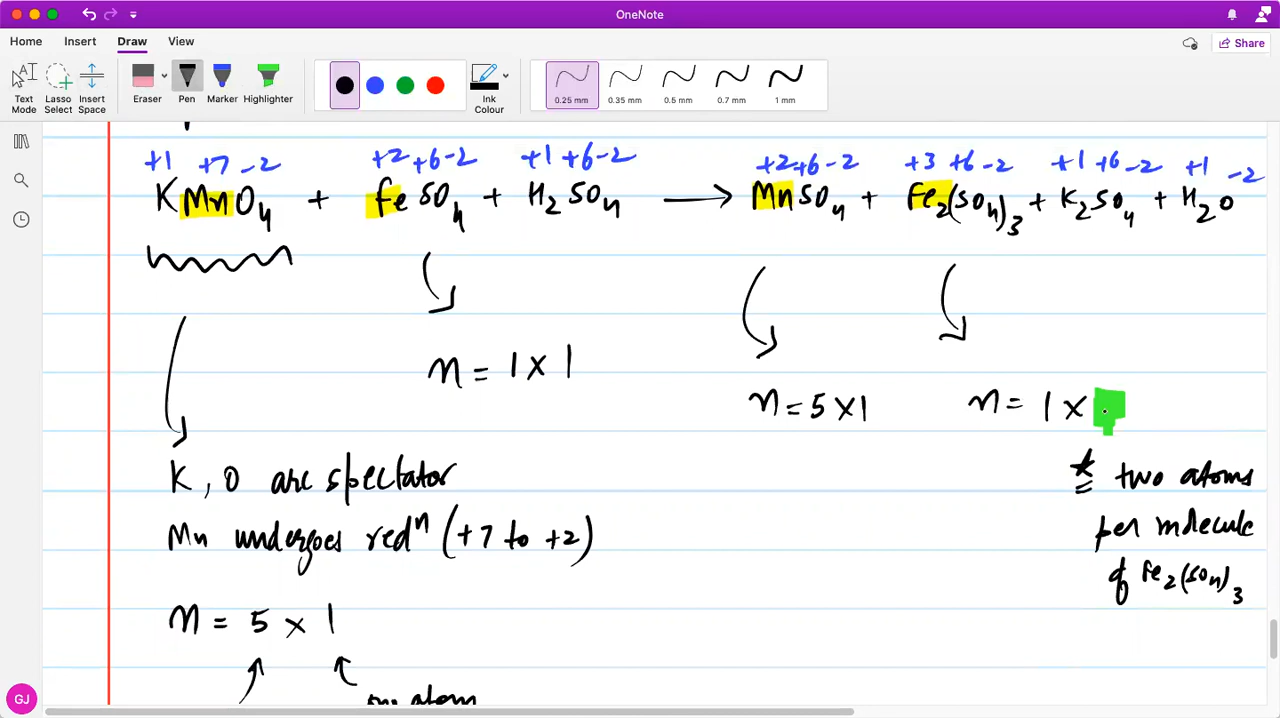 OneNote
Home Insert Draw View
Share
Text Mode Lasso Select Insert Space Eraser Pen Marker Highlighter Ink Colour 0.25 mm 0.35 mm 0.5 mm 0.7 mm 1 mm
+1 +7 -2 +2 +6 -2 +1 +6 -2 +2 +6 -2 +3 +6 -2 +1 +6 -2 +1 -2
KMnO4 + FeSO4 + H2SO4 → MnSO4 + Fe2(SO4)3 + K2SO4 + H2O
n = 1 x 1
n = 5 x 1 n = 1 x
K, O are spectator
* two atoms
per molecule
of Fe2(SO4)3
Mn undergoes redn (+7 to +2)
n = 5 x 1
atom
GJ